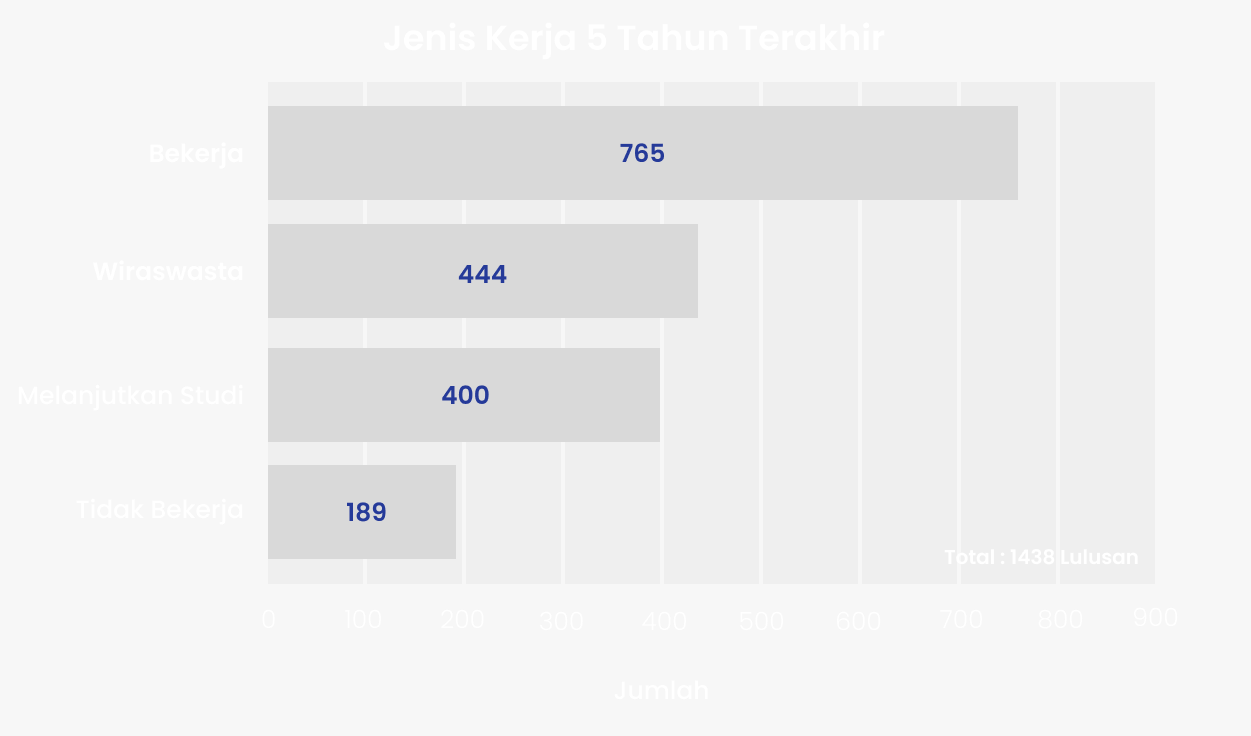 Jenis Kerja 5 Tahun Terakhir
Bekerja
765
Wiraswasta
444
Melanjutkan Studi
400
Tidak Bekerja
189
Total : 1438 Lulusan
0 100 200 300 400 500 600 700 800 900
Jumlah